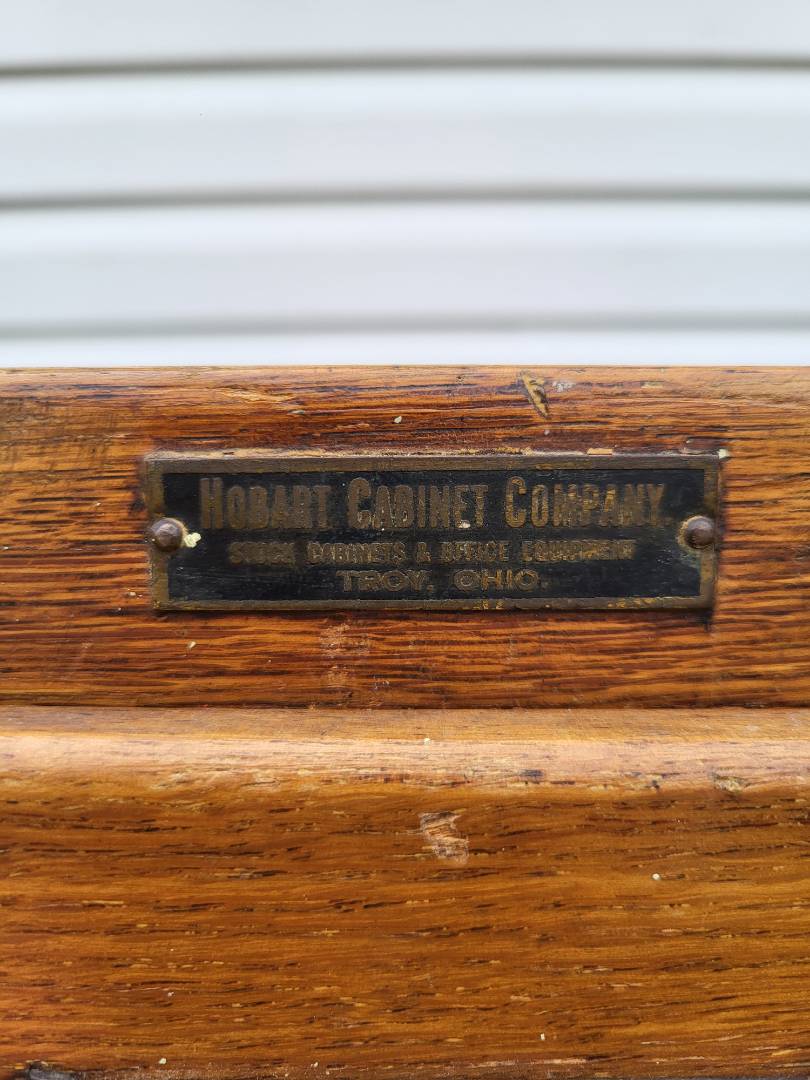 HOBART CABINET COMPANY.
STOCK CABINETS & OFFICE EQUIPMENT
TROY, OHIO.